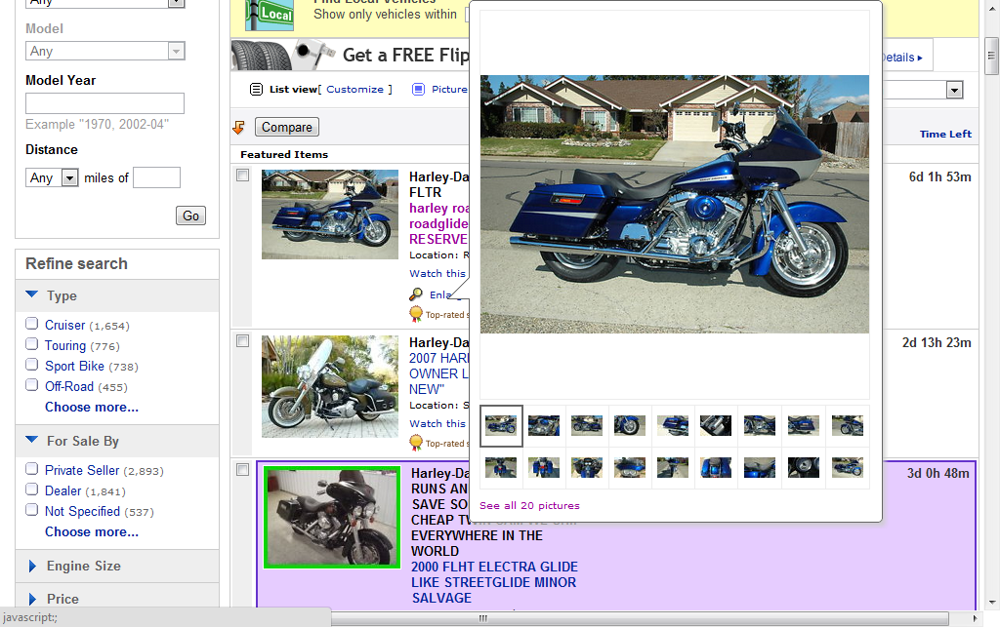 Any
Model
Any
Model Year
Example "1970, 2002-04"
Distance
Any miles of
Go
Refine search
Type
Cruiser (1,654)
Touring (776)
Sport Bike (738)
Off-Road (455)
Choose more...
For Sale By
Private Seller (2,893)
Dealer (1,841)
Not Specified (537)
Choose more...
Engine Size
Price
javascript:;
Local
Find Local Vehicles
Show only vehicles within
Get a FREE Flip
Details
List view[ Customize ] Picture
Compare
Time Left
Featured Items
Harley-Da
FLTR
harley roa
roadglide
RESERVE
Location: R
Watch this
Enla
Top-rated s
6d 1h 53m
Harley-Da
2007 HARL
OWNER L
NEW"
Location: S
Watch this
Top-rated s
2d 13h 23m
Harley-Da
RUNS AN
SAVE SO
CHEAP
EVERYWHERE IN THE
WORLD
2000 FLHT ELECTRA GLIDE
LIKE STREETGLIDE MINOR
SALVAGE
3d 0h 48m
See all 20 pictures